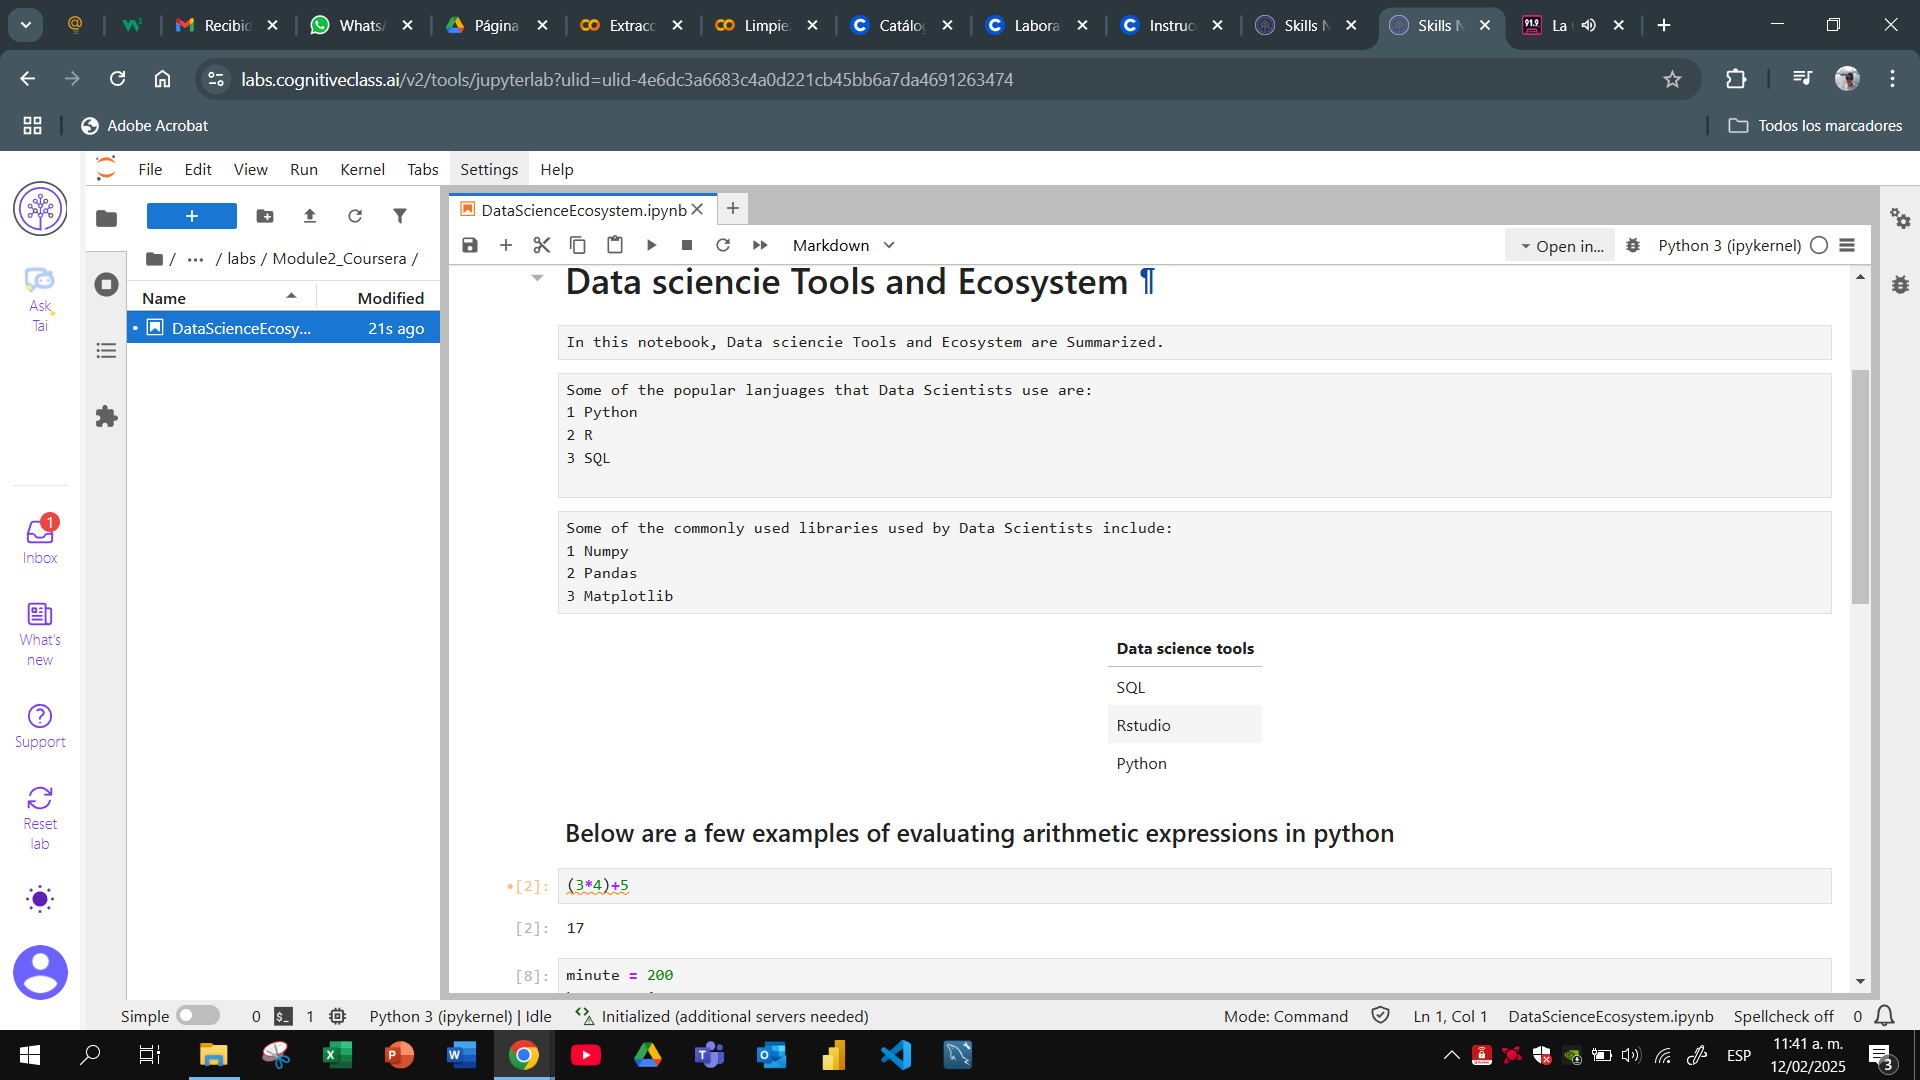 Recibid
WhatsA
Página
Extracc
Limpie
Catálog
Labora
Instruc
Skills N
Skills N
91.9
La
labs.cognitiveclass.ai/v2/tools/jupyterlab?ulid=ulid-4e6dc3a6683c4a0d221cb45bb6a7da4691263474
Adobe Acrobat
Todos los marcadores
File Edit View Run Kernel Tabs Settings Help
Ask
Tai
1
Inbox
What's
new
Support
Reset
lab
/ ... / labs / Module2_Coursera /
Name Modified
DataScienceEcosy... 21s ago
DataScienceEcosystem.ipynb
Markdown
Open in...
Python 3 (ipykernel)
Data sciencie Tools and Ecosystem ¶
In this notebook, Data sciencie Tools and Ecosystem are Summarized.
Some of the popular lanjuages that Data Scientists use are:
1 Python
2 R
3 SQL
Some of the commonly used libraries used by Data Scientists include:
1 Numpy
2 Pandas
3 Matplotlib
Data science tools
SQL
Rstudio
Python
Below are a few examples of evaluating arithmetic expressions in python
[2]: (3*4)+5
[2]: 17
[8]: minute = 200
Simple 0 $_ 1 Python 3 (ipykernel) | Idle Initialized (additional servers needed)
Mode: Command Ln 1, Col 1 DataScienceEcosystem.ipynb Spellcheck off 0
ESP
11:41 a. m.
12/02/2025
3